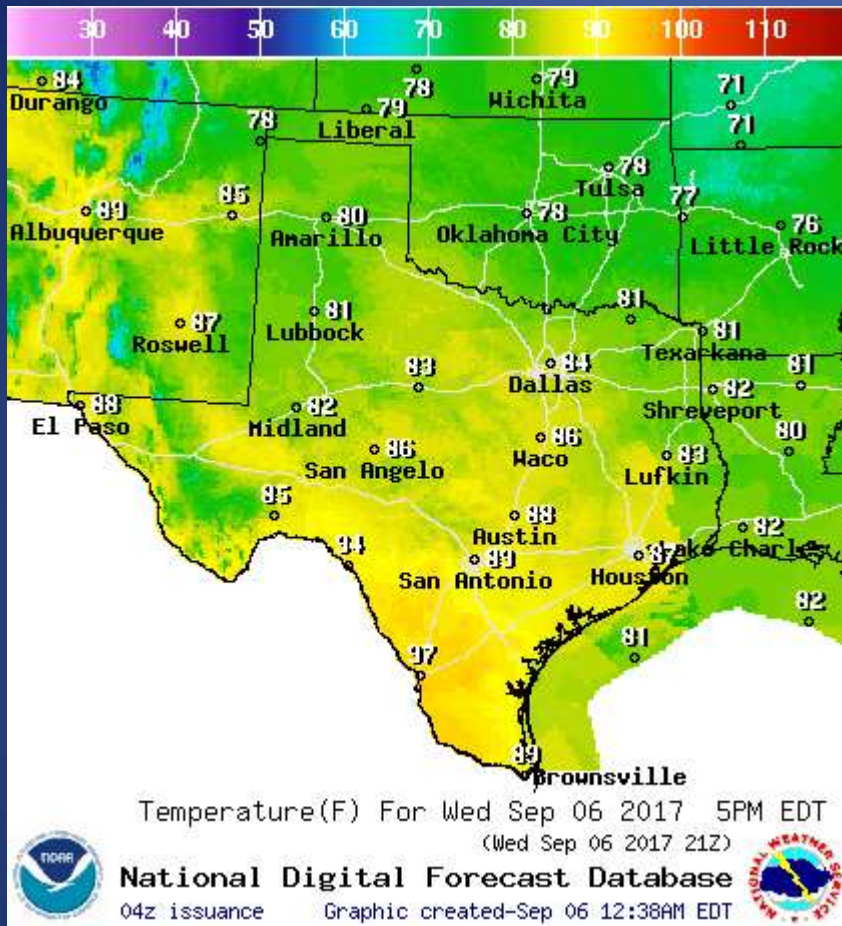 30 40 50 60 70 80 90 100 110
84
Durango
78
79
Wichita
79
Liberal
71
78
71
78
Tulsa
89
Albuquerque
85
80
Amarillo
78
Oklahoma City
77
76
Little Rock
87
Roswell
81
Lubbock
81
81
Texarkana
83
84
Dallas
81
82
Shreveport
88
El Paso
82
Midland
86
San Angelo
86
Waco
83
Lufkin
80
85
88
Austin
82
Lake Charles
94
89
San Antonio
87
Houston
82
81
97
89
Brownsville
Temperature(F) For Wed Sep 06 2017 5PM EDT
(Wed Sep 06 2017 21Z)
National Digital Forecast Database
04z issuance Graphic created-Sep 06 12:38AM EDT
NOAA
NATIONAL WEATHER SERVICE